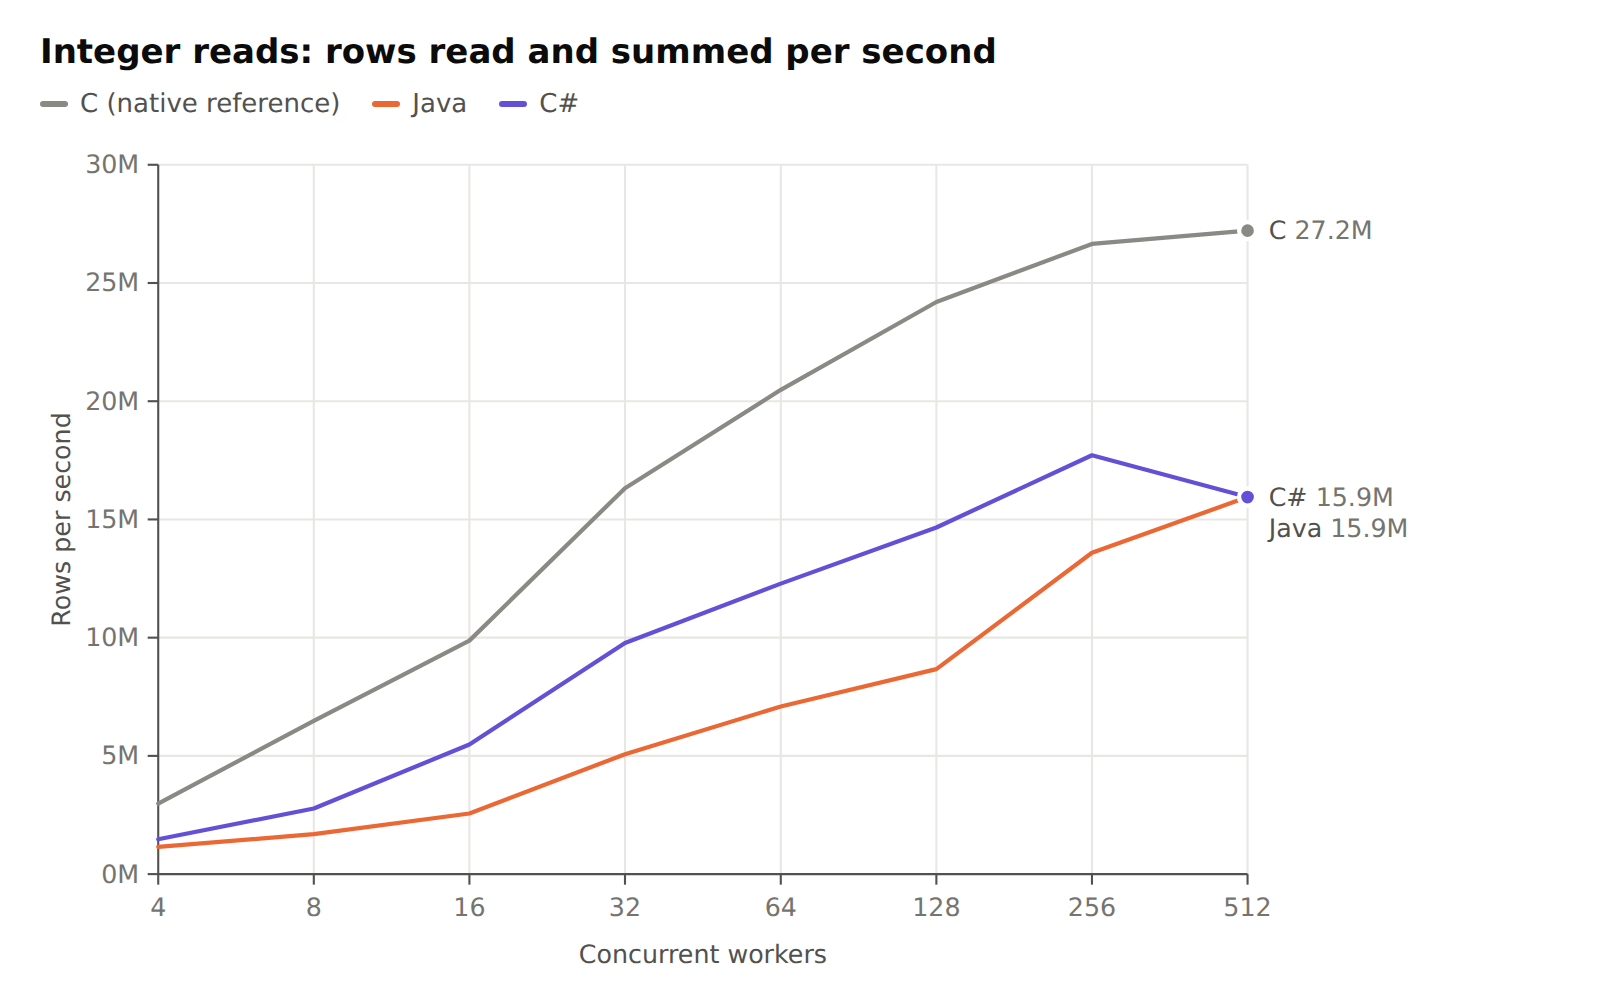 Integer reads: rows read and summed per second
C (native reference) Java C#
30M
25M
20M
15M
10M
5M
0M
Rows per second
C 27.2M
C# 15.9M
Java 15.9M
4 8 16 32 64 128 256 512
Concurrent workers